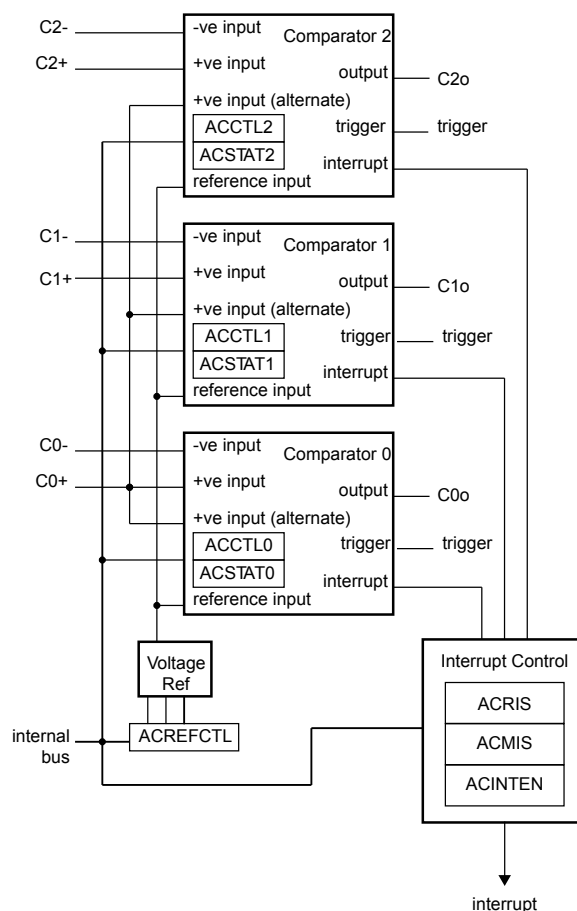 C2-
-ve input
Comparator 2
C2+
+ve input
output
C2o
+ve input (alternate)
ACCTL2
trigger
trigger
ACSTAT2
interrupt
reference input
C1-
-ve input
Comparator 1
C1+
+ve input
output
C1o
+ve input (alternate)
ACCTL1
trigger
trigger
ACSTAT1
interrupt
reference input
C0-
-ve input
Comparator 0
C0+
+ve input
output
C0o
+ve input (alternate)
ACCTL0
trigger
trigger
ACSTAT0
interrupt
reference input
Voltage
Ref
Interrupt Control
ACRIS
internal
bus
ACREFCTL
ACMIS
ACINTEN
interrupt